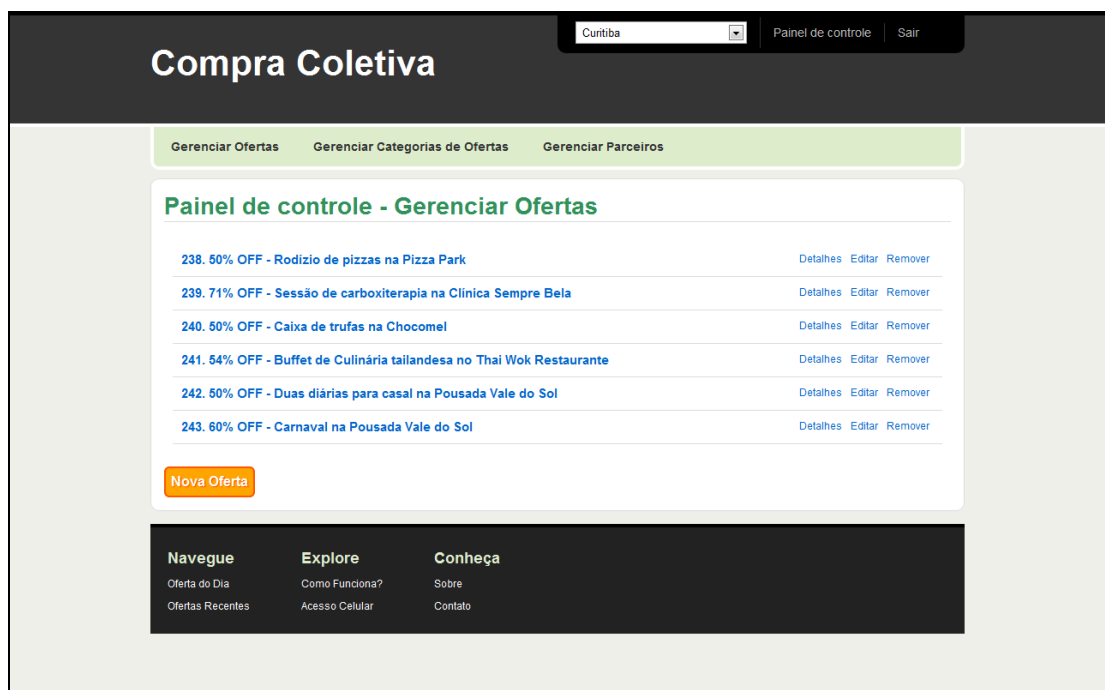 Curitiba Painel de controle Sair
Compra Coletiva
Gerenciar Ofertas Gerenciar Categorias de Ofertas Gerenciar Parceiros
Painel de controle - Gerenciar Ofertas
238. 50% OFF - Rodizio de pizzas na Pizza Park Detalhes Editar Remover
239. 71% OFF - Sessão de carboxiterapia na Clínica Sempre Bela Detalhes Editar Remover
240. 50% OFF - Caixa de trufas na Chocomel Detalhes Editar Remover
241. 54% OFF - Buffet de Culinária tailandesa no Thai Wok Restaurante Detalhes Editar Remover
242. 50% OFF - Duas diárias para casal na Pousada Vale do Sol Detalhes Editar Remover
243. 60% OFF - Carnaval na Pousada Vale do Sol Detalhes Editar Remover
Nova Oferta
Navegue Explore Conheça
Oferta do Dia Como Funciona? Sobre
Ofertas Recentes Acesso Celular Contato